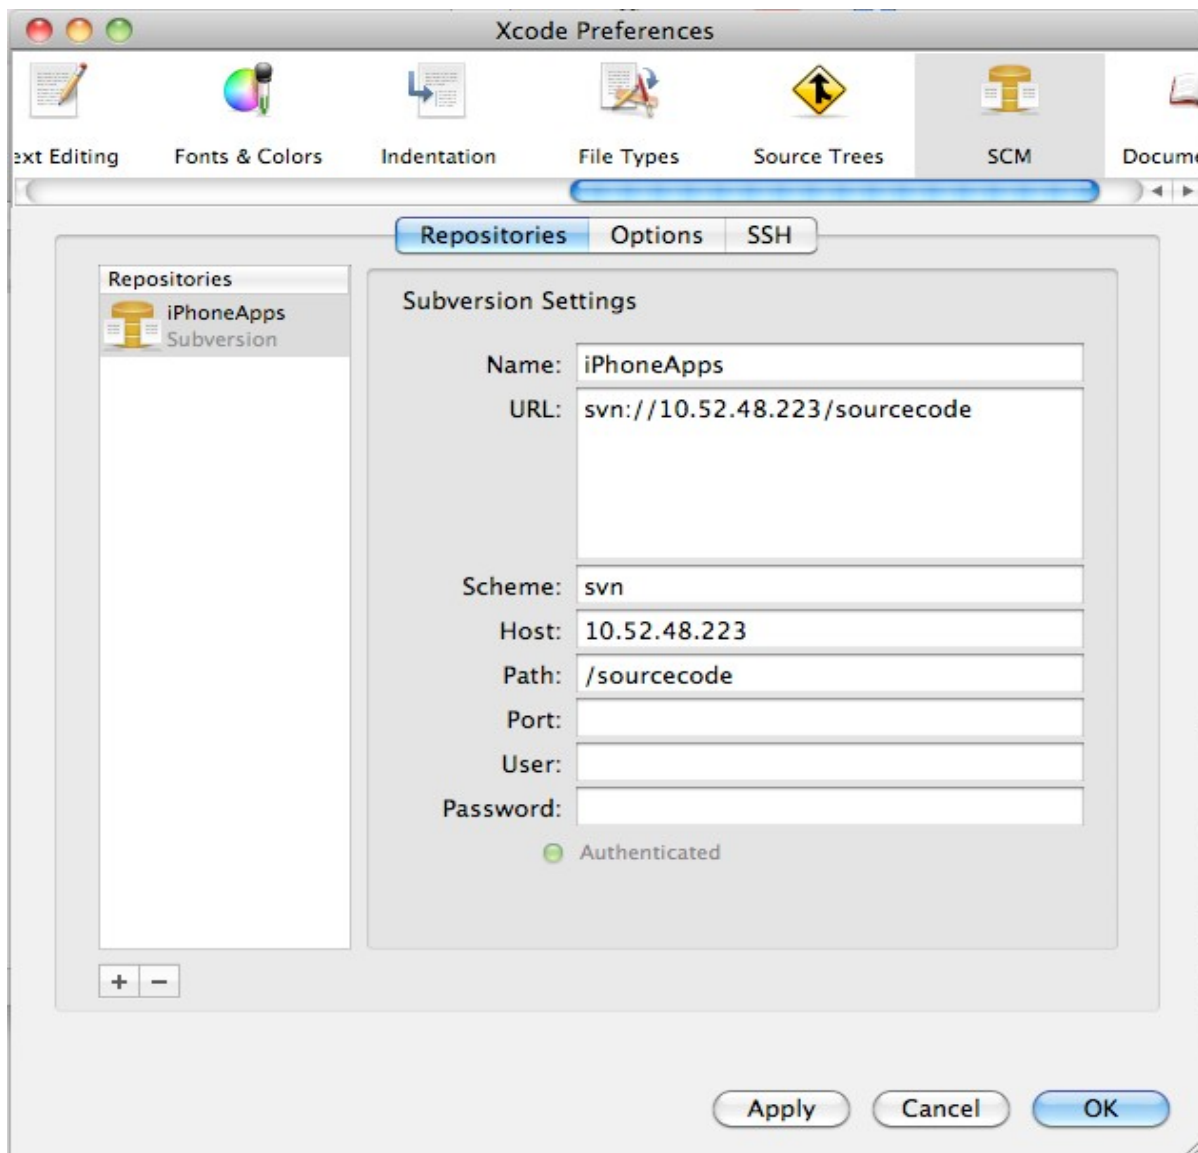 Xcode Preferences
ext Editing Fonts & Colors Indentation File Types Source Trees SCM Docume
Repositories Options SSH
Repositories
iPhoneApps
Subversion
Subversion Settings
Name: iPhoneApps
URL: svn://10.52.48.223/sourcecode
Scheme: svn
Host: 10.52.48.223
Path: /sourcecode
Port:
User:
Password:
Authenticated
+ −
Apply Cancel OK